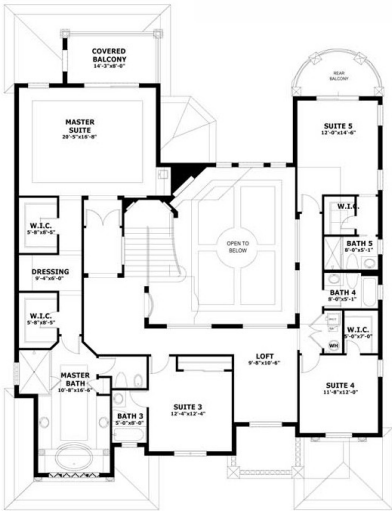 COVERED
BALCONY
14'-3"x8'-0"
REAR
BALCONY
MASTER
SUITE
20'-5"x16'-8"
SUITE 5
12'-0"x14'-6"
W.I.C.
5'-8"x8'-6"
W.I.C.
BATH 5
8'-0"x5'-1"
OPEN TO
BELOW
DRESSING
9'-4"x6'-0"
BATH 4
8'-0"x5'-1"
W.I.C.
5'-8"x8'-5"
W.I.C.
5'-0"x7'-0"
WH
LOFT
9'-8"x10'-6"
MASTER
BATH
10'-8"x16'-6"
SUITE 4
11'-8"x12'-0"
BATH 3
5'-0"x8'-0"
SUITE 3
12'-4"x12'-4"